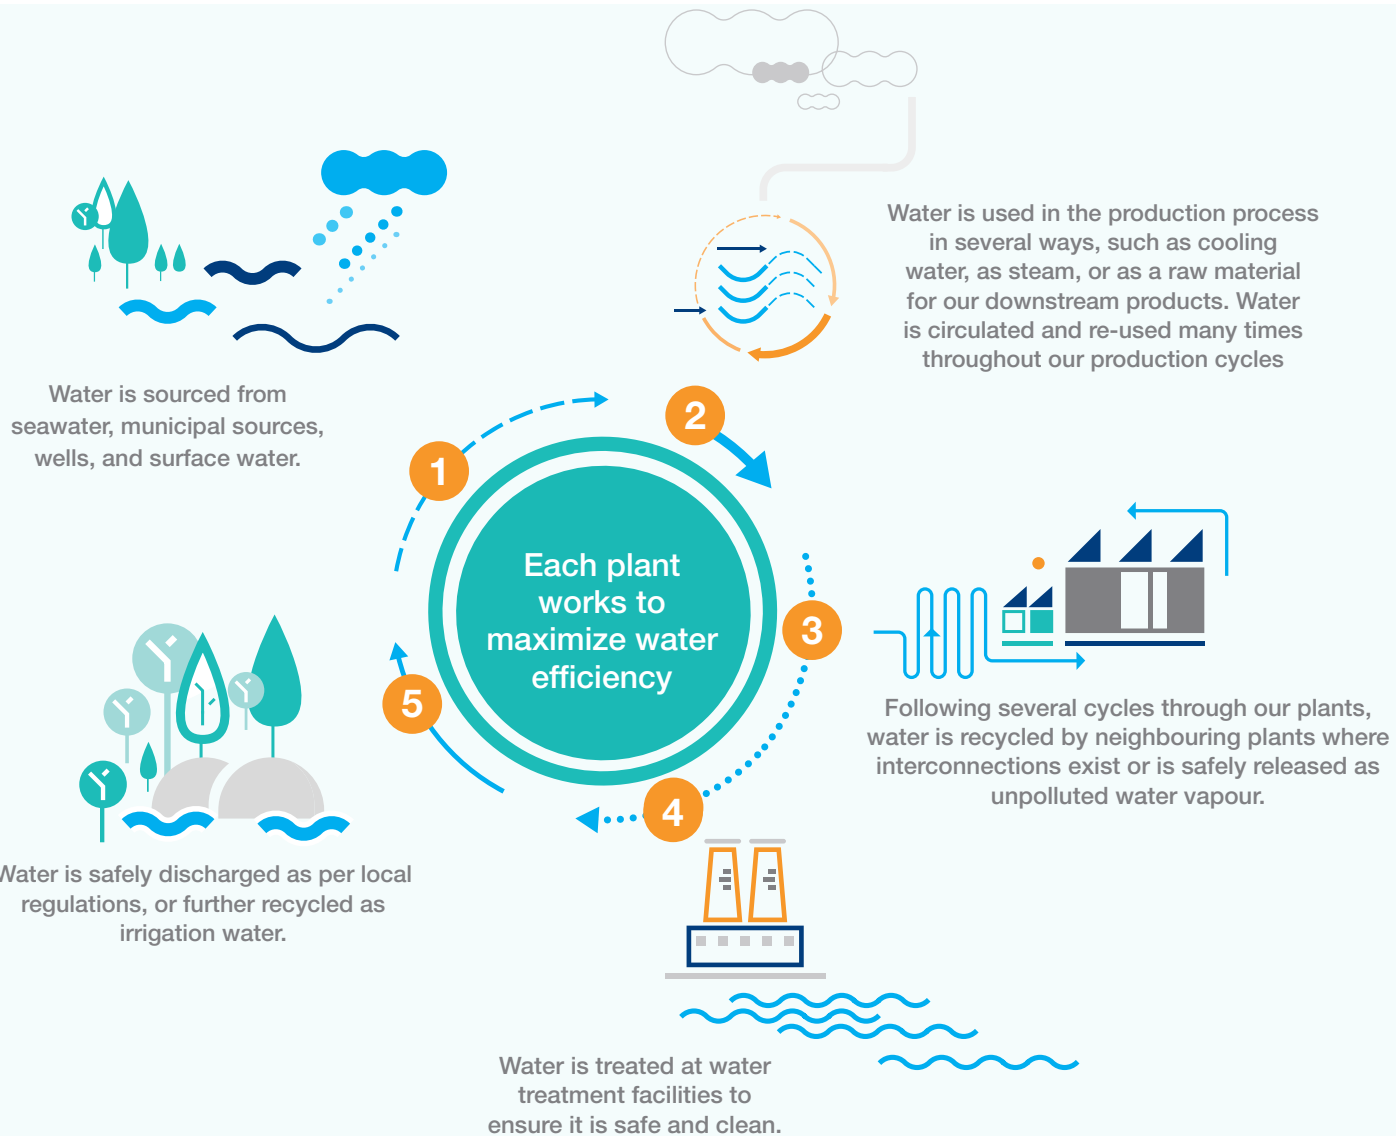 Water is used in the production process
in several ways, such as cooling
water, as steam, or as a raw material
for our downstream products. Water
is circulated and re-used many times
throughout our production cycles
Water is sourced from
seawater, municipal sources,
wells, and surface water.
1
2
Each plant
works to
maximize water
efficiency
3
4
5
Following several cycles through our plants,
water is recycled by neighbouring plants where
interconnections exist or is safely released as
unpolluted water vapour.
Water is safely discharged as per local
regulations, or further recycled as
irrigation water.
Water is treated at water
treatment facilities to
ensure it is safe and clean.